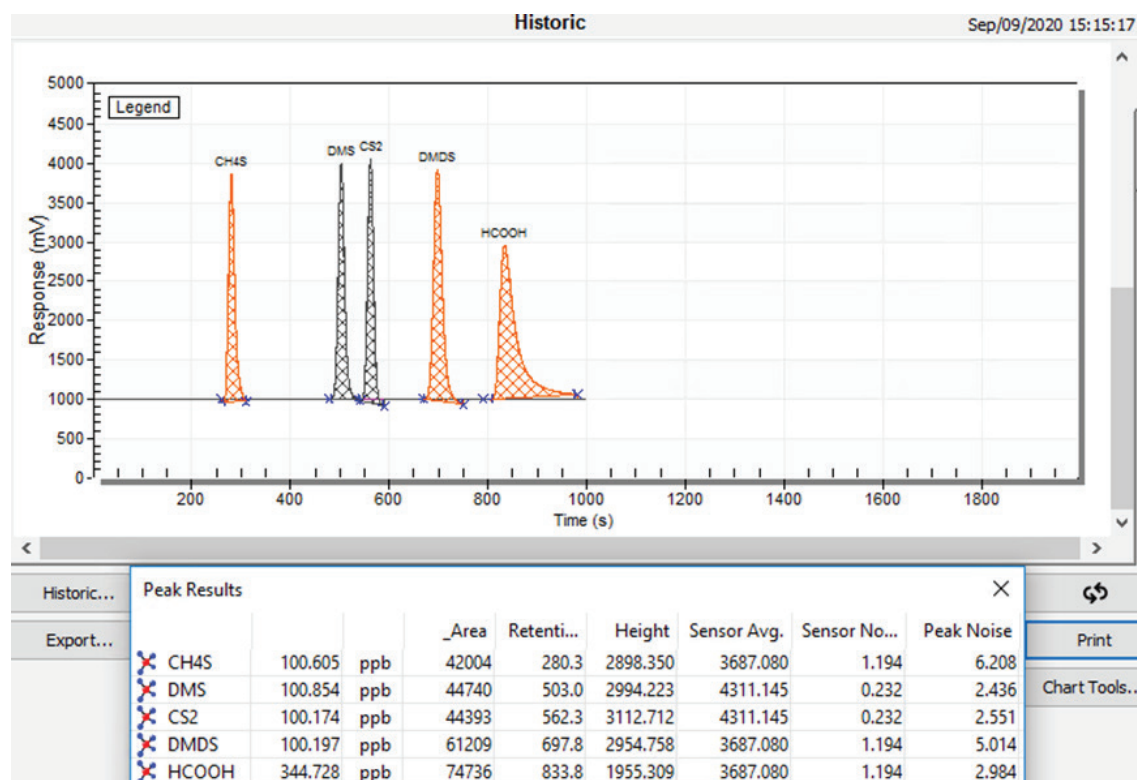 Historic
Sep/09/2020 15:15:17
5000
Legend
4500
4000
3500
3000
2500
2000
1500
1000
500
0
Response (mV)
CH4S
DMS CS2
DMDS
HCOOH
200 400 600 800 1000 1200 1400 1600 1800
Time (s)
Historic...
Export...
Peak Results
_Area Retenti... Height Sensor Avg. Sensor No... Peak Noise
CH4S 100.605 ppb 42004 280.3 2898.350 3687.080 1.194 6.208
DMS 100.854 ppb 44740 503.0 2994.223 4311.145 0.232 2.436
CS2 100.174 ppb 44393 562.3 3112.712 4311.145 0.232 2.551
DMDS 100.197 ppb 61209 697.8 2954.758 3687.080 1.194 5.014
HCOOH 344.728 ppb 74736 833.8 1955.309 3687.080 1.194 2.984
Print
Chart Tools..